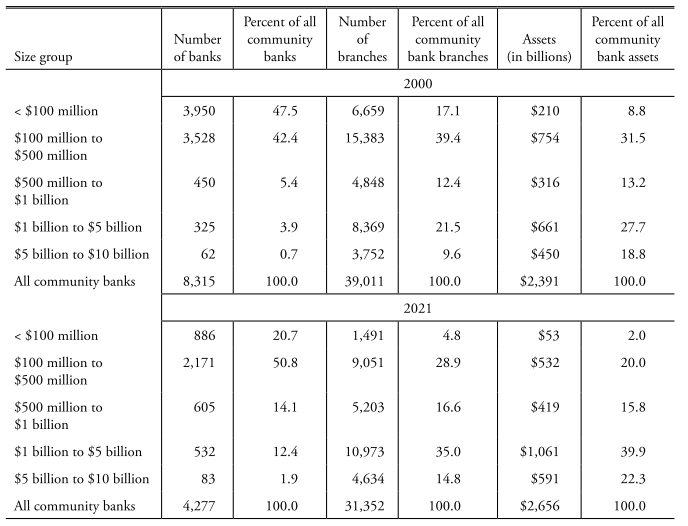 Size group Number of banks Percent of all community banks Number of branches Percent of all community bank branches Assets (in billions) Percent of all community bank assets
2000
< $100 million 3,950 47.5 6,659 17.1 $210 8.8
$100 million to $500 million 3,528 42.4 15,383 39.4 $754 31.5
$500 million to $1 billion 450 5.4 4,848 12.4 $316 13.2
$1 billion to $5 billion 325 3.9 8,369 21.5 $661 27.7
$5 billion to $10 billion 62 0.7 3,752 9.6 $450 18.8
All community banks 8,315 100.0 39,011 100.0 $2,391 100.0
2021
< $100 million 886 20.7 1,491 4.8 $53 2.0
$100 million to $500 million 2,171 50.8 9,051 28.9 $532 20.0
$500 million to $1 billion 605 14.1 5,203 16.6 $419 15.8
$1 billion to $5 billion 532 12.4 10,973 35.0 $1,061 39.9
$5 billion to $10 billion 83 1.9 4,634 14.8 $591 22.3
All community banks 4,277 100.0 31,352 100.0 $2,656 100.0